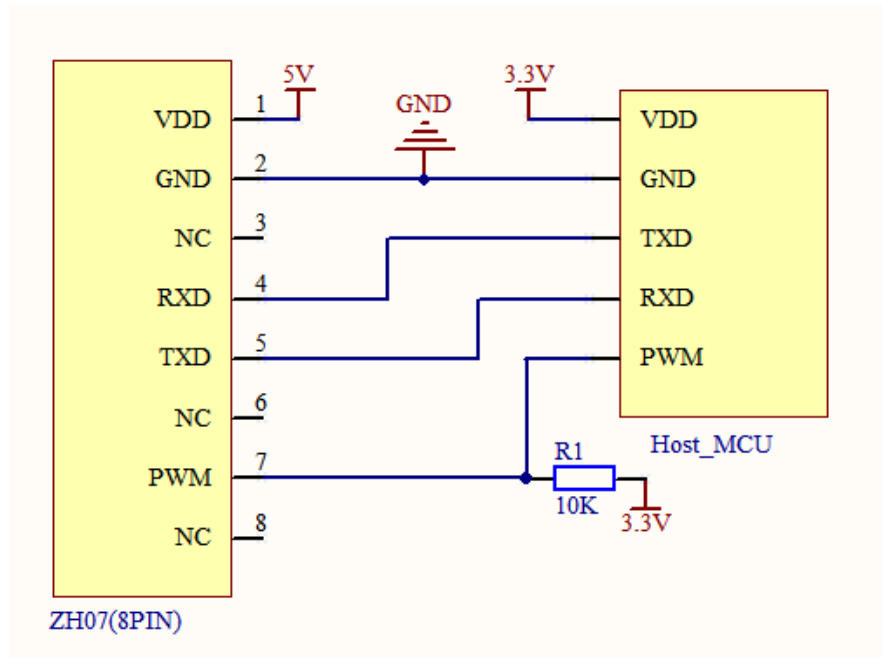 5V
3.3V
GND
VDD 1
GND 2
NC 3
RXD 4
TXD 5
NC 6
PWM 7
NC 8
ZH07(8PIN)
VDD
GND
TXD
RXD
PWM
Host_MCU
R1
10K
3.3V